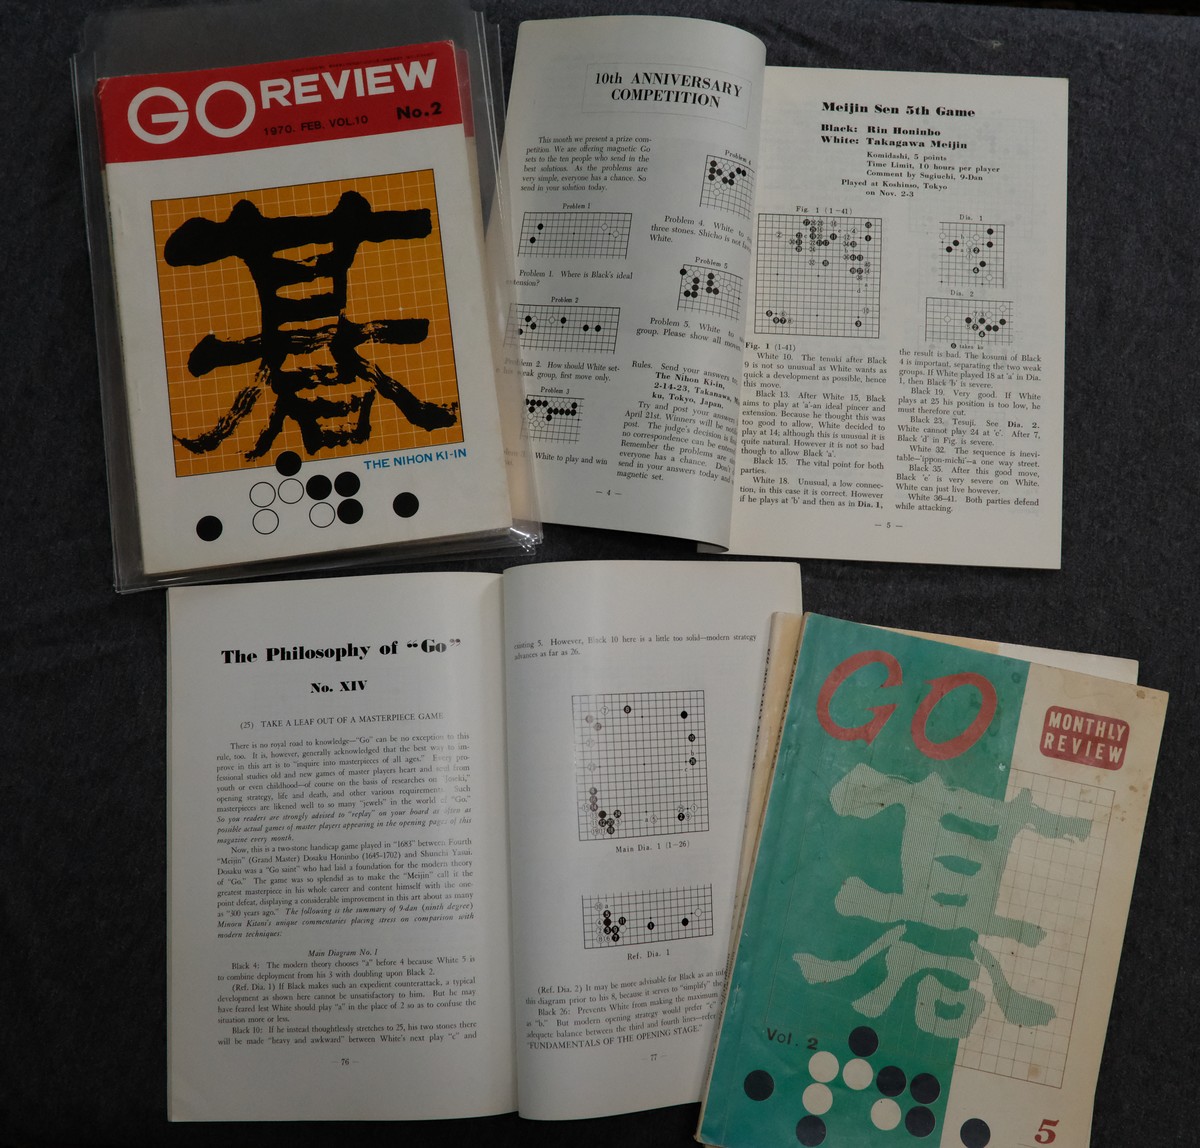 GO REVIEW
1970. FEB. VOL.10 No.2
碁
THE NIHON KI-IN
10th ANNIVERSARY
COMPETITION
This month we present a prize com-
petition. We are offering magnetic Go
sets to the ten people who send in the
best solutions. As the problems are
very simple, everyone has a chance. So
send in your solution today.
Problem 1
Problem 1. Where is Black's ideal
Problem 2
Problem 2. How should White set-
group, first move only.
Problem 3
White to play and win
Problem 4
Problem 4. White to
three stones. Shicho is not
White.
Problem 5
Problem 5. White to
group. Please show all moves
Rules. Send your answers to
The Nihon Ki-in,
2-14-23, Takanawa,
ku, Tokyo, Japan.
Try and post your answer
April 21st. Winners will be
post. The judge's decision is
no correspondence can be
Remember the problems are
everyone has a chance.
send in your answers today and
magnetic set.
— 4 —
Meijin Sen 5th Game
Black: Rin Honinbo
White: Takagawa Meijin
Komidashi, 5 points
Time Limit, 10 hours per player
Comment by Sugiuchi, 9-Dan
Played at Koshinso, Tokyo
on Nov. 2-3
Fig. 1 (1-41)
Fig. 1 (1-41)
White 10. The tenuki after Black
9 is not so unusual as White wants as
quick a development as possible, hence
this move.
Black 13. After White 15, Black
aims to play at 'a'-an ideal pincer and
extension. Because he thought this was
too good to allow, White decided to
play at 14; although this is unusual it is
quite natural. However it is not so bad
though to allow Black 'a'.
Black 15. The vital point for both
parties.
White 18. Unusual, a low connec-
tion, in this case it is correct. However
if he plays at 'b' and then as in Dia. 1,
Dia. 1
Dia. 2
the result is bad. The kosumi of Black
4 is important, separating the two weak
groups. If White played 18 at 'a' in Dia.
1, then Black 'b' is severe.
Black 19. Very good. If White
plays at 25 his position is too low, he
must therefore cut.
Black 23. Tesuji. See Dia. 2.
White cannot play 24 at 'c'. After 7,
Black 'd' in Fig. is severe.
White 32. The sequence is inevi-
table—'ippou-michi'—a one way street.
Black 35. After this good move,
Black 'e' is very severe on White.
White can just live however.
White 36-41. Both parties defend
while attacking.
— 5 —
The Philosophy of “Go”
No. XIV
(25) TAKE A LEAF OUT OF A MASTERPIECE GAME
There is no royal road to knowledge—“Go” can be no exception to this
rule, too. It is, however, generally acknowledged that the best way to im-
prove in this art is to “inquire into masterpieces of all ages.” Every pro-
fessional studies old and new games of master players heart and soul from
youth or even childhood—of course on the basis of researches on “joseki,”
opening strategy, life and death, and other various requirements. Such
masterpieces are likened well to so many “jewels” in the world of “Go.”
So you readers are strongly advised to “replay” on your board as often as
possible actual games of master players appearing in the opening pages of this
magazine every month.
Now, this is a two-stone handicap game played in “1683” between Fourth
“Meijin” (Grand Master) Dosaku Honinbo (1645-1702) and Shunchi Yasui.
Dosaku was a “Go saint” who had laid a foundation for the modern theory
of “Go.” The game was so splendid as to make the “Meijin” call it the
greatest masterpiece in his whole career and content himself with the one-
point defeat, displaying a considerable improvement in this art about as many
as “300 years ago.” The following is the summary of 9-dan (ninth degree)
Minoru Kitani's unique commentaries placing stress on comparison with
modern techniques:
Main Diagram No. 1
Black 4: The modern theory chooses “a” before 4 because White 5 is
to combine deployment from his 3 with doubling upon Black 2.
(Ref. Dia. 1) If Black makes such an expedient counterattack, a typical
development as shown here cannot be unsatisfactory to him. But he may
have feared lest White should play “a” in the place of 2 so as to confuse the
situation more or less.
Black 10: If he instead thoughtlessly stretches to 25, his two stones there
will be made “heavy and awkward” between White's next play “c” and
— 76 —
existing 5. However, Black 10 here is a little too solid—modern strategy
advances as far as 26.
Main Dia. 1 (1-26)
Ref. Dia. 1
(Ref. Dia. 2) It may be more advisable for Black as an
this diagram prior to his 8, because it serves to “simplify” the
Black 26: Prevents White from making the maximum
is “b.” But modern opening strategy would prefer “c”
adequate balance between the third and fourth lines—refer
“FUNDAMENTALS OF THE OPENING STAGE.”
— 77 —
GO
MONTHLY
REVIEW
碁
Vol. 2
5